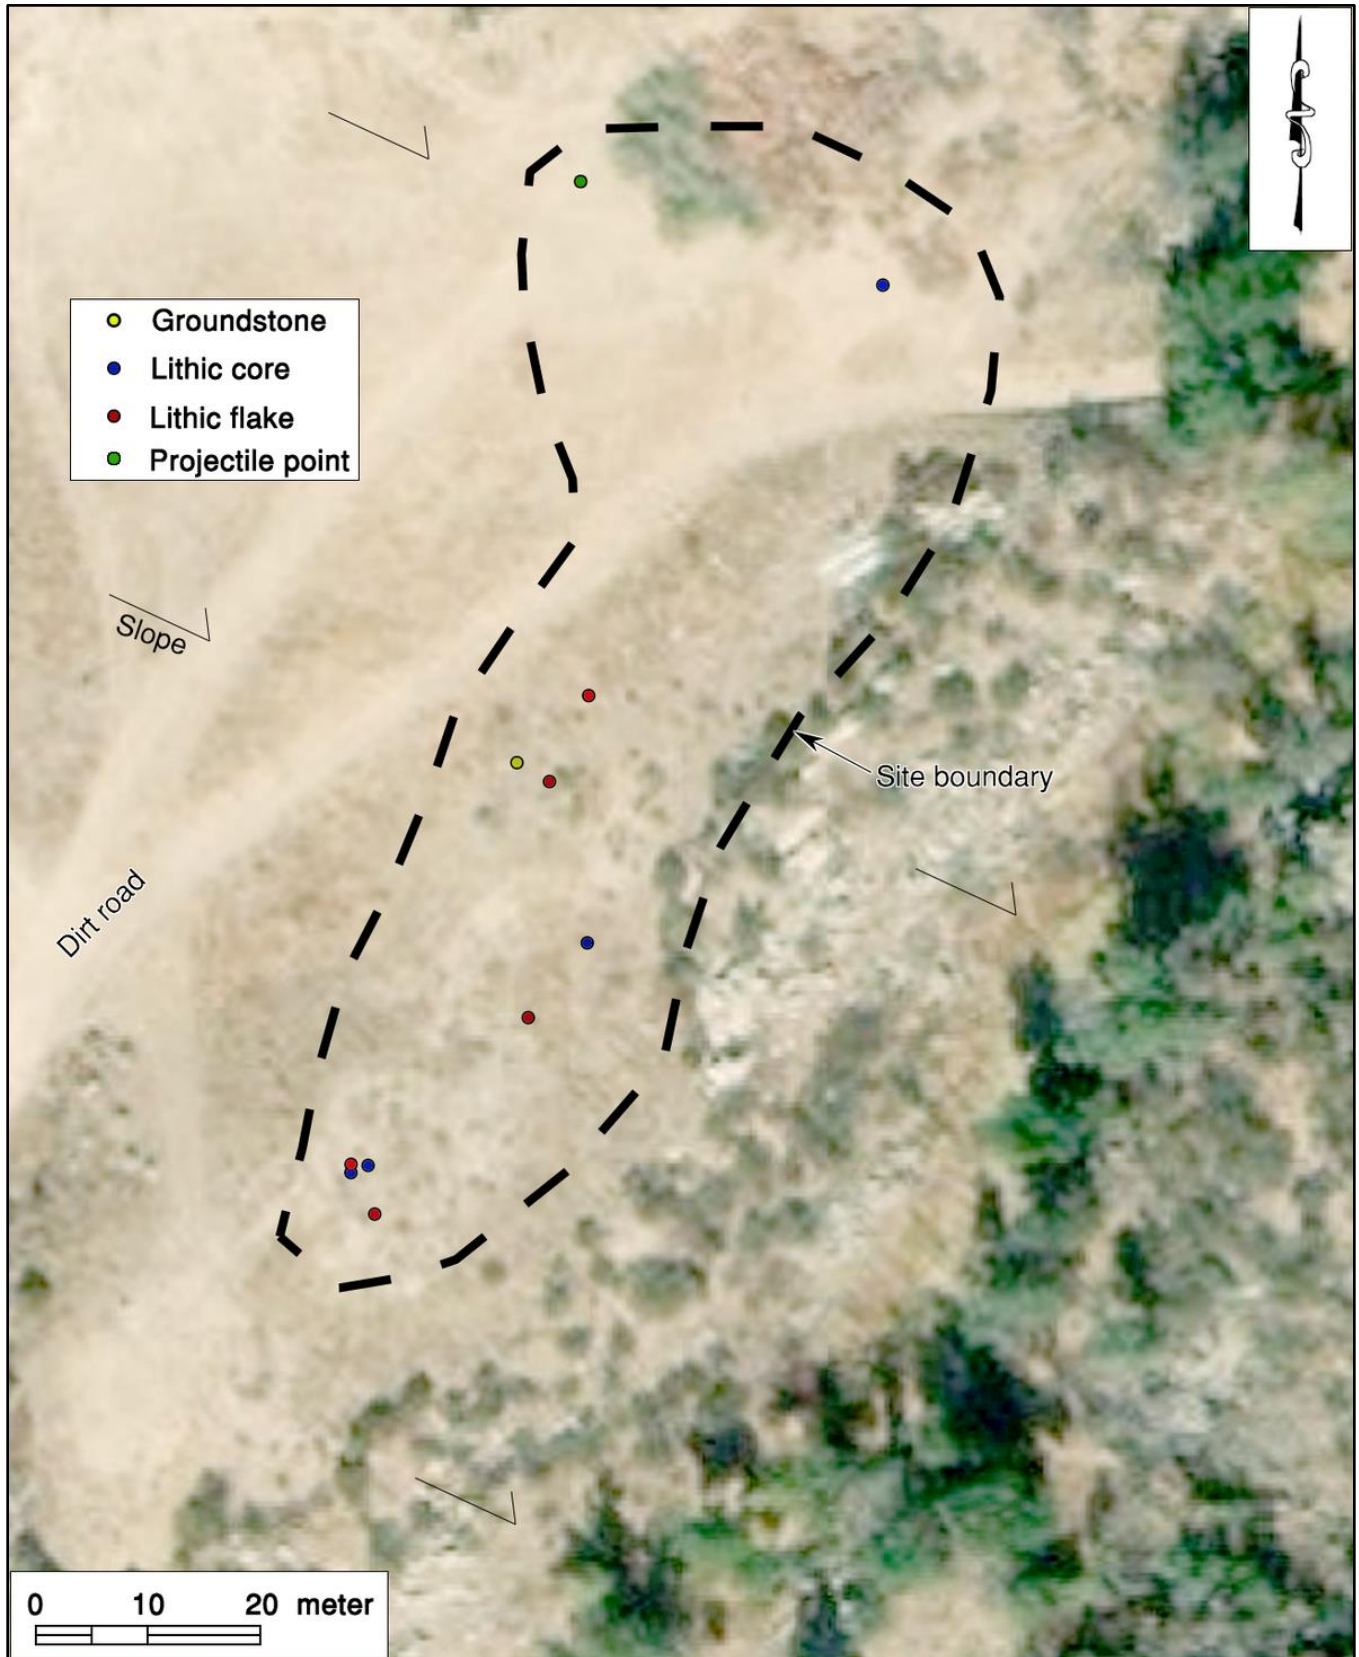 Groundstone
Lithic core
Lithic flake
Projectile point
Slope
Site boundary
Dirt road
0 10 20 meter